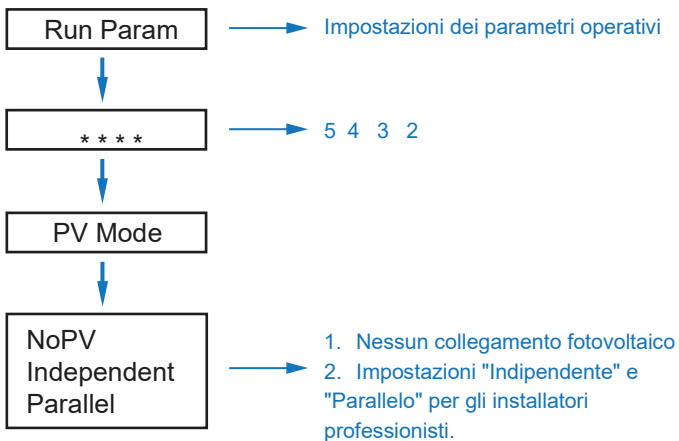 Run Param
Impostazioni dei parametri operativi
* * * *
5 4 3 2
PV Mode
NoPV
Independent
Parallel
1. Nessun collegamento fotovoltaico
2. Impostazioni "Indipendente" e
"Parallelo" per gli installatori
professionisti.